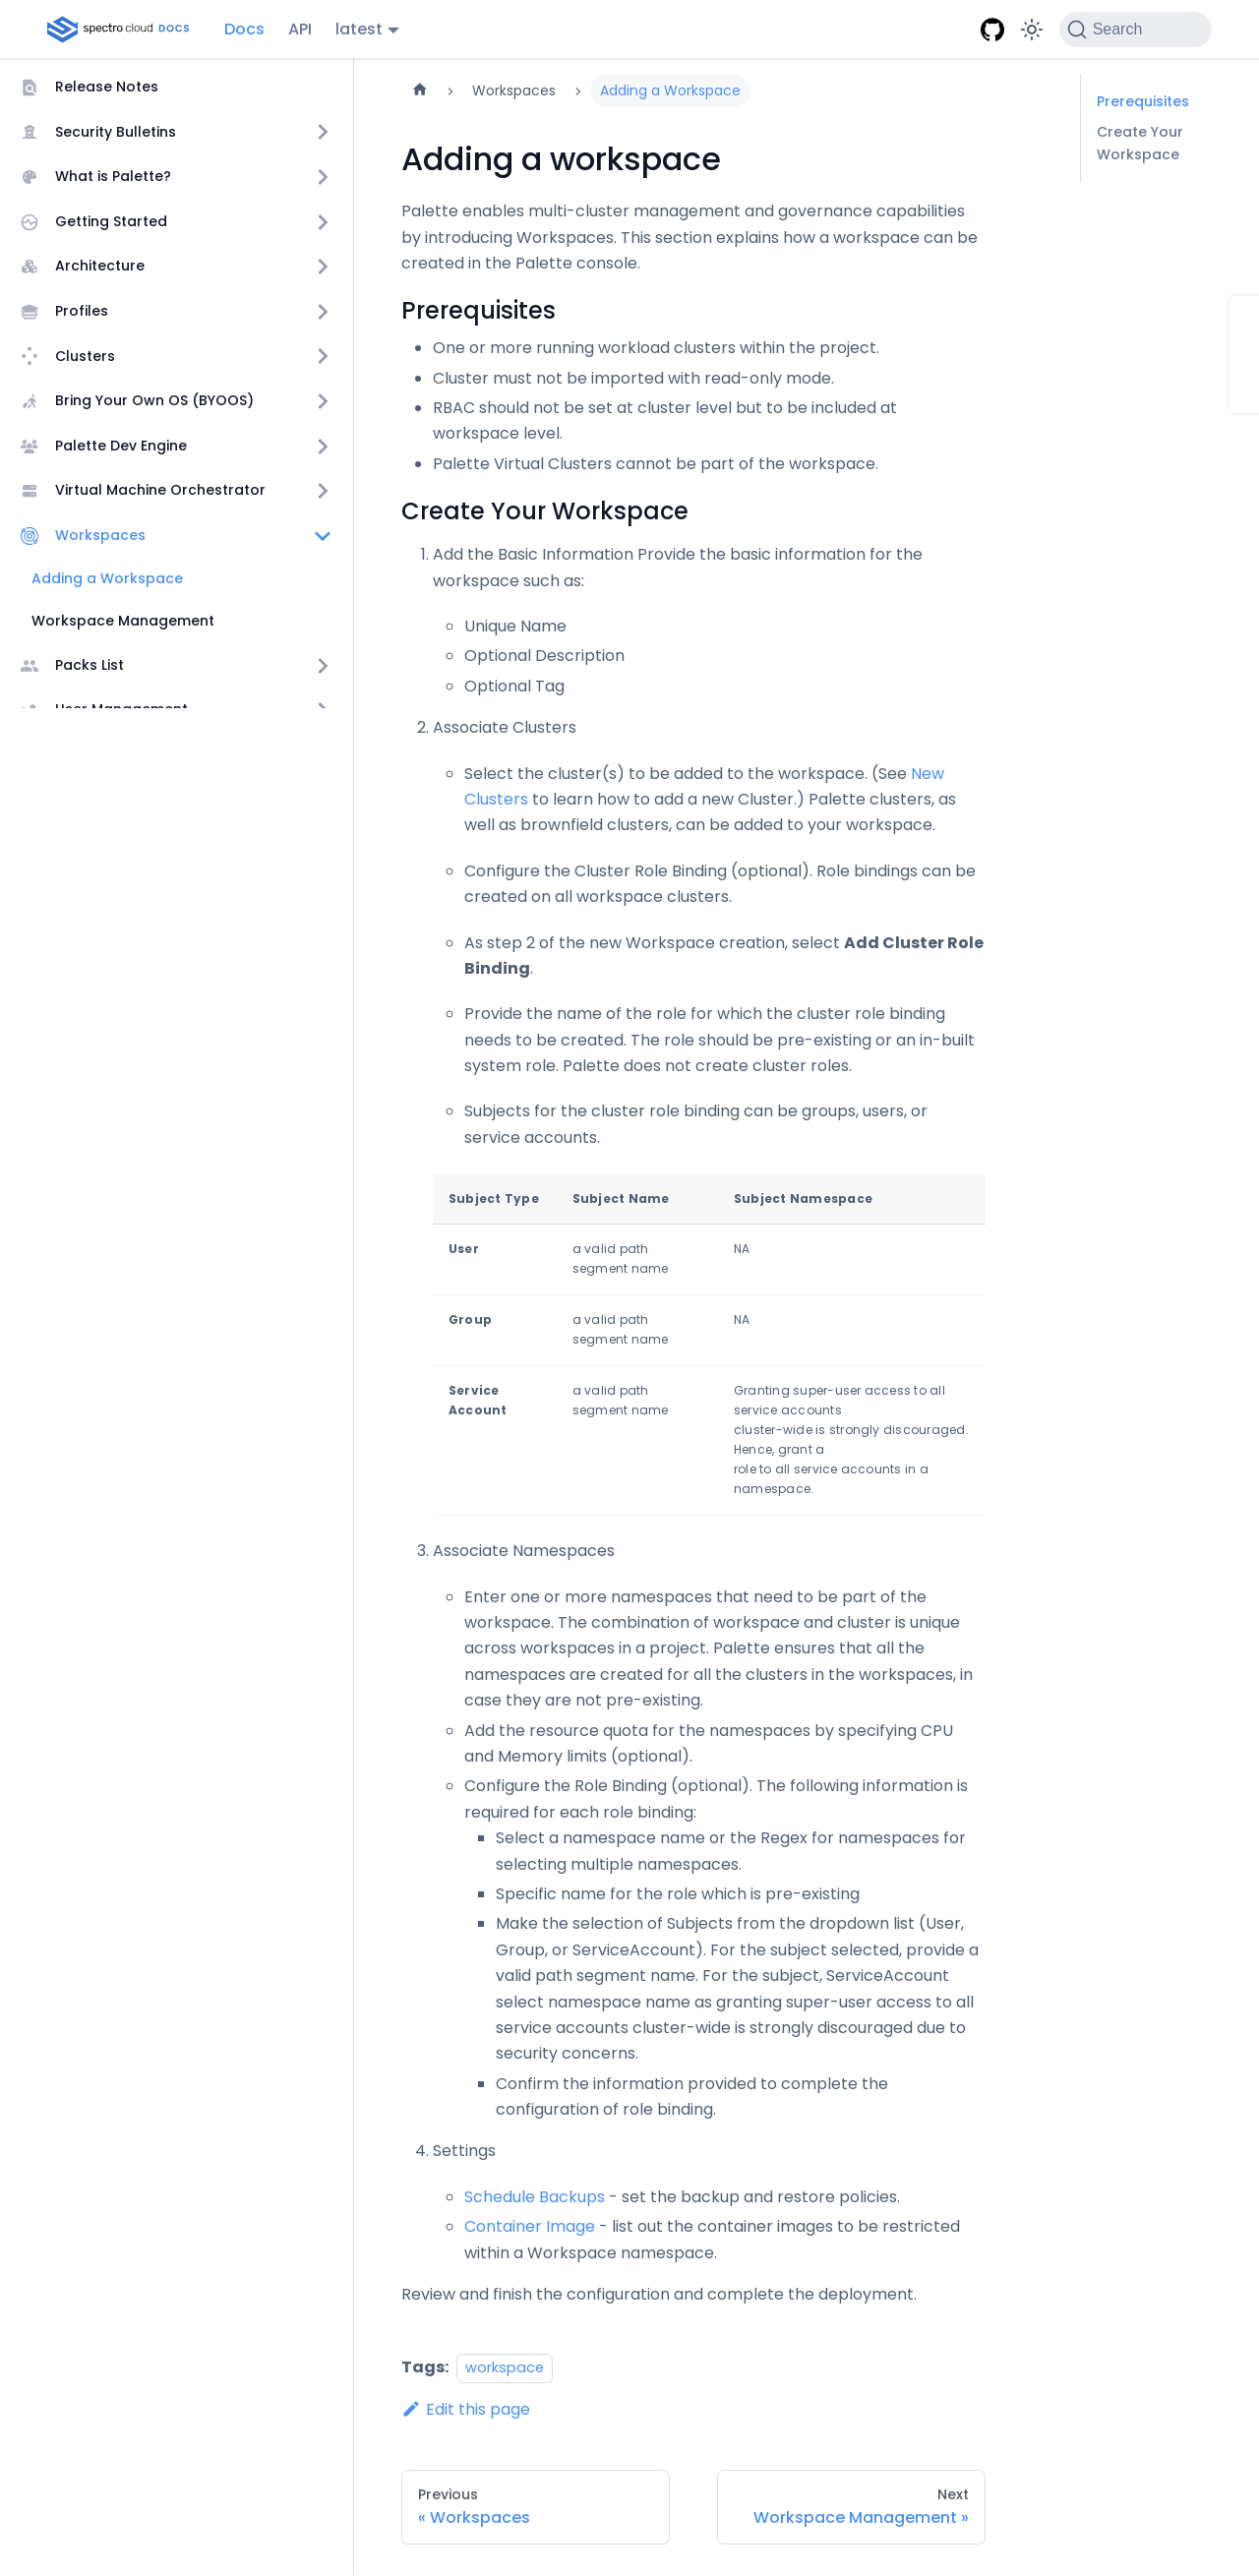 spectro cloud DOCS
Docs
API
latest
Search
Release Notes
Security Bulletins
What is Palette?
Getting Started
Architecture
Profiles
Clusters
Bring Your Own OS (BYOOS)
Palette Dev Engine
Virtual Machine Orchestrator
Workspaces
Adding a Workspace
Workspace Management
Packs List
User Management
Workspaces
Adding a Workspace
Adding a workspace
Palette enables multi-cluster management and governance capabilities
by introducing Workspaces. This section explains how a workspace can be
created in the Palette console.
Prerequisites
One or more running workload clusters within the project.
Cluster must not be imported with read-only mode.
RBAC should not be set at cluster level but to be included at
workspace level.
Palette Virtual Clusters cannot be part of the workspace.
Create Your Workspace
1. Add the Basic Information Provide the basic information for the
workspace such as:
Unique Name
Optional Description
Optional Tag
2. Associate Clusters
Select the cluster(s) to be added to the workspace. (See New
Clusters to learn how to add a new Cluster.) Palette clusters, as
well as brownfield clusters, can be added to your workspace.
Configure the Cluster Role Binding (optional). Role bindings can be
created on all workspace clusters.
As step 2 of the new Workspace creation, select Add Cluster Role
Binding.
Provide the name of the role for which the cluster role binding
needs to be created. The role should be pre-existing or an in-built
system role. Palette does not create cluster roles.
Subjects for the cluster role binding can be groups, users, or
service accounts.
Subject Type Subject Name Subject Namespace
User a valid path NA
segment name
Group a valid path NA
segment name
Service a valid path Granting super-user access to all
Account segment name service accounts
cluster-wide is strongly discouraged.
Hence, grant a
role to all service accounts in a
namespace.
3. Associate Namespaces
Enter one or more namespaces that need to be part of the
workspace. The combination of workspace and cluster is unique
across workspaces in a project. Palette ensures that all the
namespaces are created for all the clusters in the workspaces, in
case they are not pre-existing.
Add the resource quota for the namespaces by specifying CPU
and Memory limits (optional).
Configure the Role Binding (optional). The following information is
required for each role binding:
Select a namespace name or the Regex for namespaces for
selecting multiple namespaces.
Specific name for the role which is pre-existing
Make the selection of Subjects from the dropdown list (User,
Group, or ServiceAccount). For the subject selected, provide a
valid path segment name. For the subject, ServiceAccount
select namespace name as granting super-user access to all
service accounts cluster-wide is strongly discouraged due to
security concerns.
Confirm the information provided to complete the
configuration of role binding.
4. Settings
Schedule Backups - set the backup and restore policies.
Container Image - list out the container images to be restricted
within a Workspace namespace.
Review and finish the configuration and complete the deployment.
Tags: workspace
Edit this page
Previous
« Workspaces
Next
Workspace Management »
Prerequisites
Create Your
Workspace